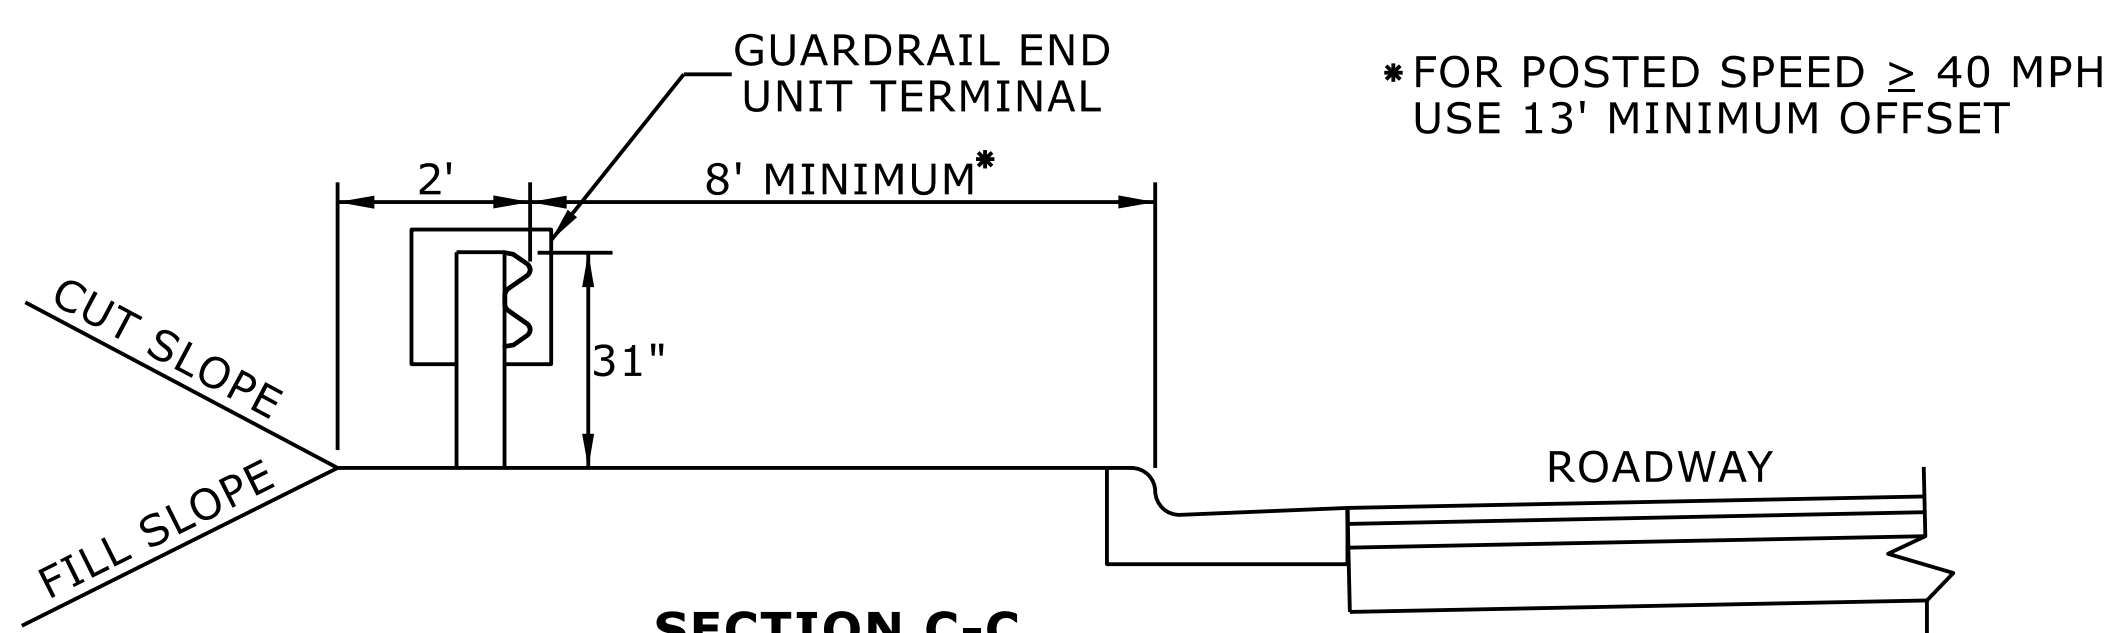 GUARDRAIL END
UNIT TERMINAL
* FOR POSTED SPEED ≥ 40 MPH
USE 13' MINIMUM OFFSET
2'
8' MINIMUM*
31"
CUT SLOPE
FILL SLOPE
ROADWAY
SECTION C-C